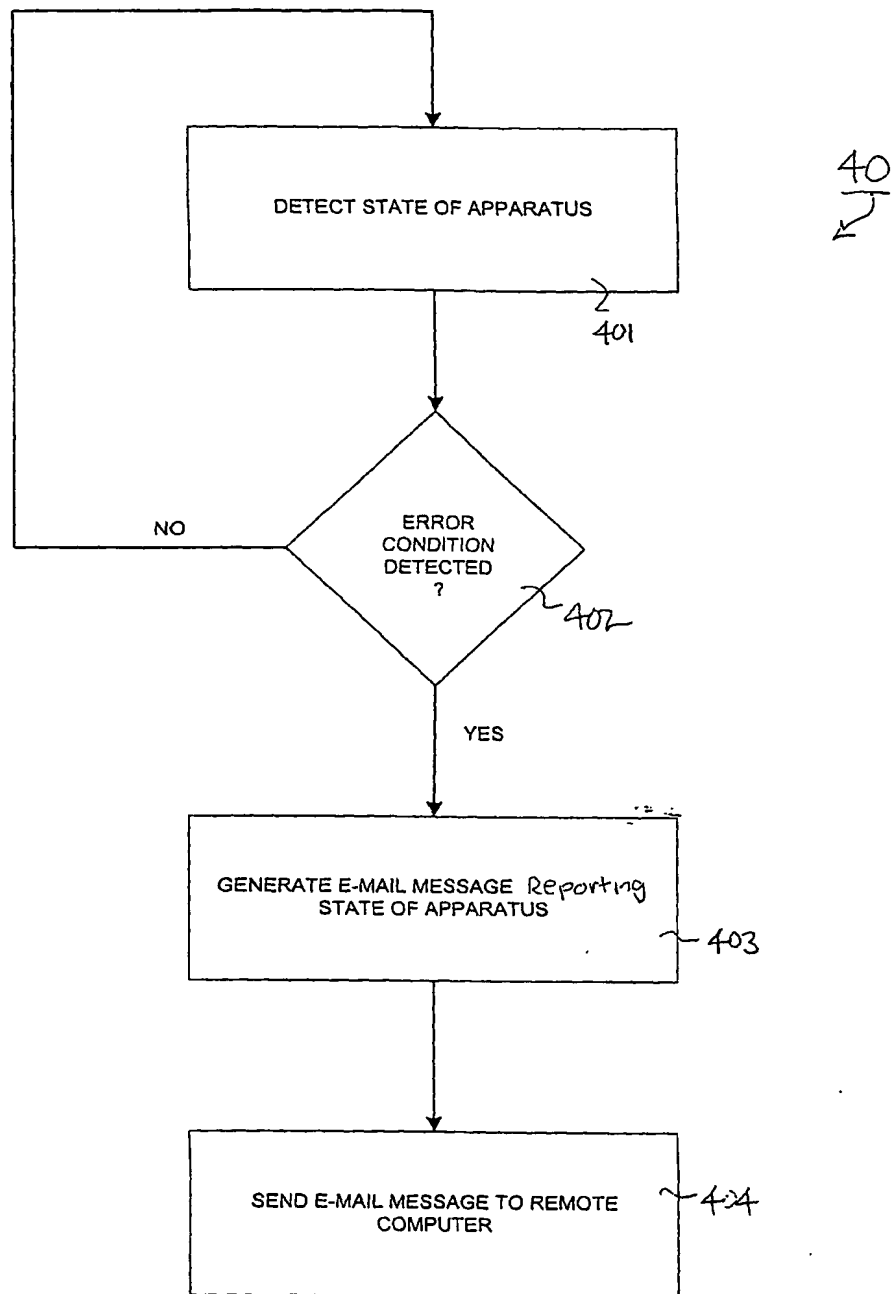 DETECT STATE OF APPARATUS
40
401
ERROR
CONDITION
DETECTED
?
NO
402
YES
GENERATE E-MAIL MESSAGE Reporting
STATE OF APPARATUS
403
SEND E-MAIL MESSAGE TO REMOTE
COMPUTER
404